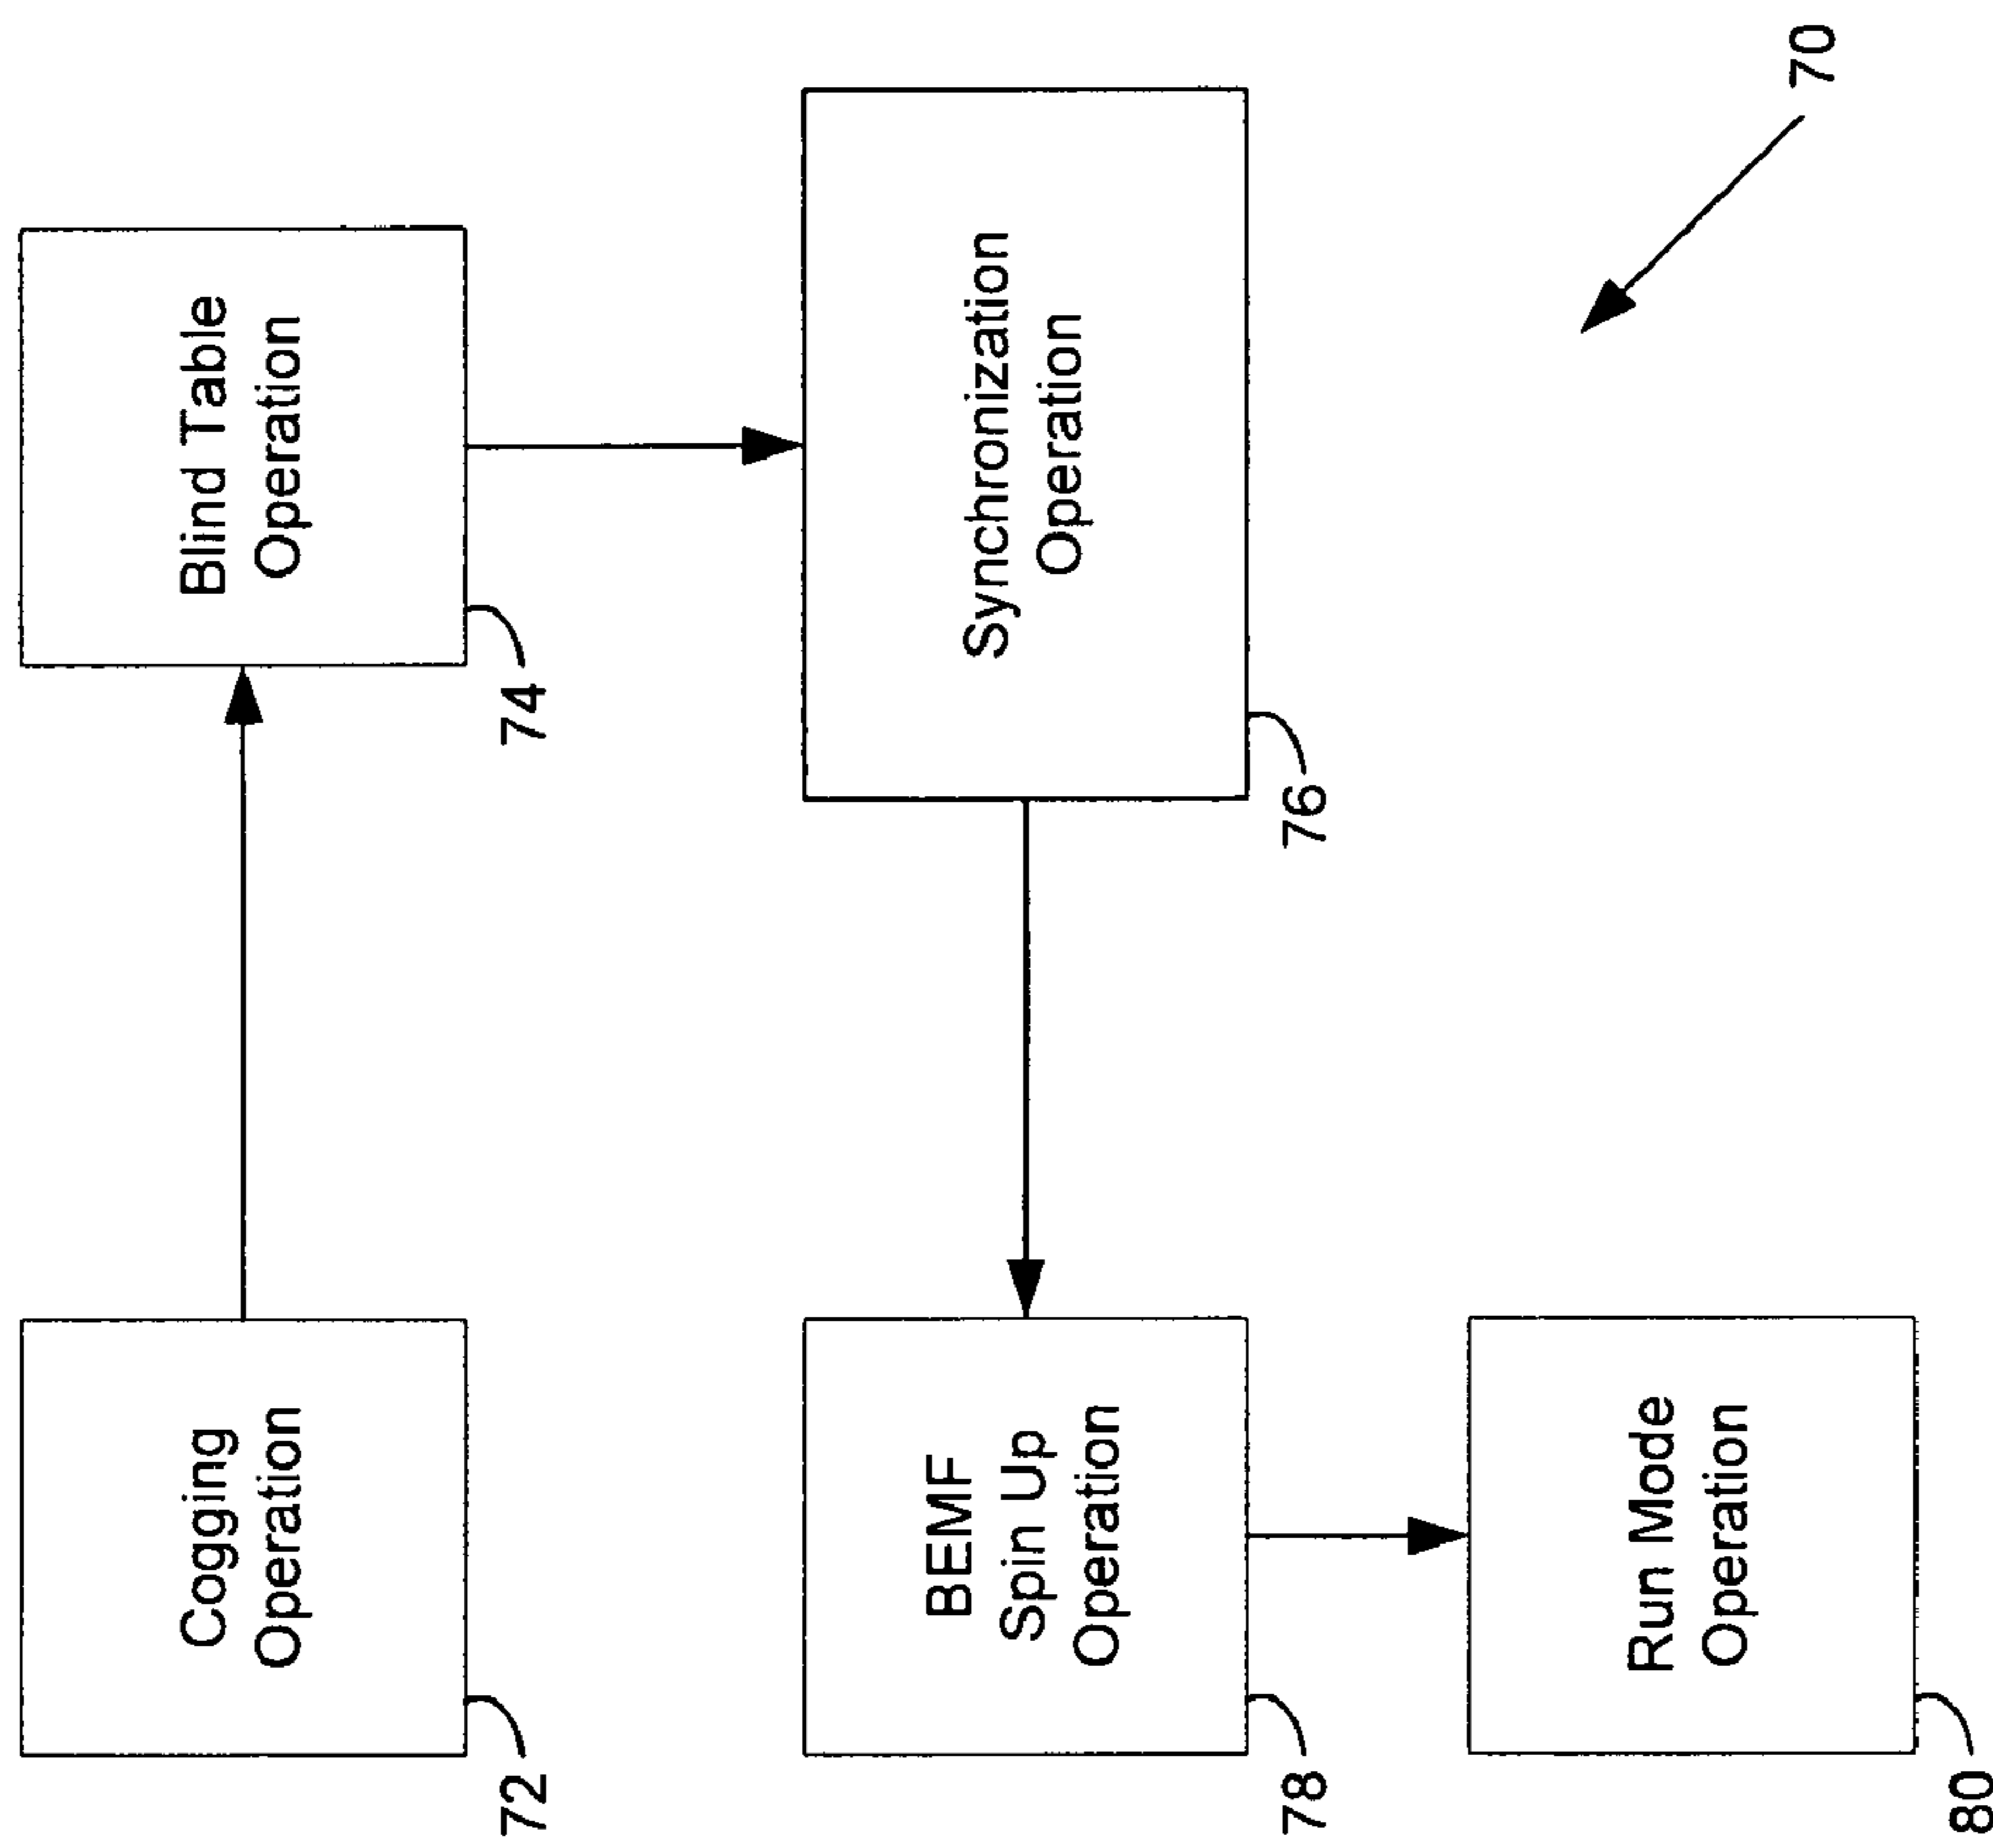 Cogging
Operation
72
Blind Table
Operation
74
BEMF
Spin Up
Operation
78
Synchronization
Operation
76
Run Mode
Operation
80
70